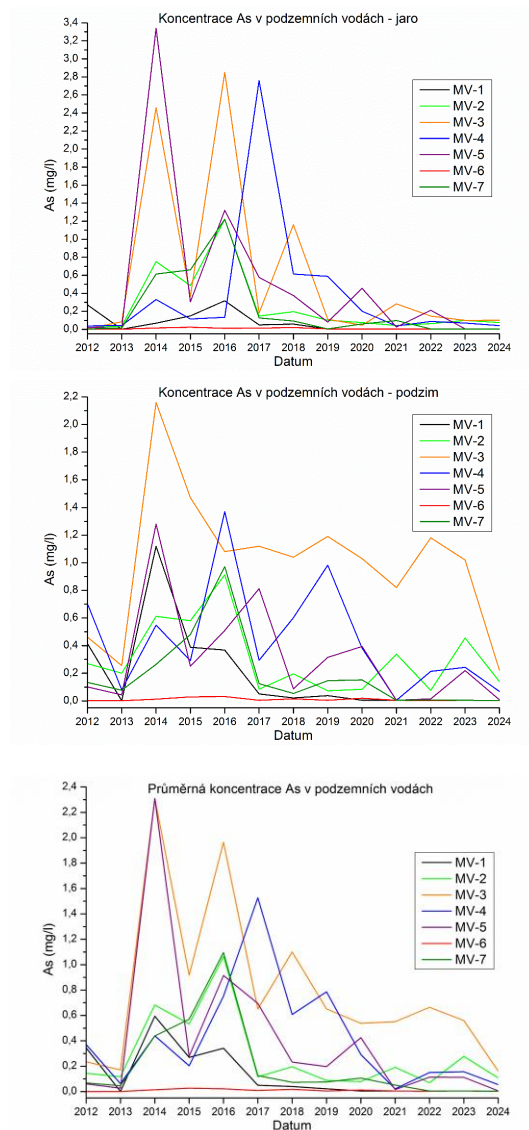 Koncentrace As v podzemních vodách - jaro
3,4
3,2
3,0
2,8
2,6
2,4
2,2
2,0
1,8
1,6
1,4
1,2
1,0
0,8
0,6
0,4
0,2
0,0
As (mg/l)
MV-1
MV-2
MV-3
MV-4
MV-5
MV-6
MV-7
2012 2013 2014 2015 2016 2017 2018 2019 2020 2021 2022 2023 2024
Datum
Koncentrace As v podzemních vodách - podzim
2,2
2,0
1,8
1,6
1,4
1,2
1,0
0,8
0,6
0,4
0,2
0,0
As (mg/l)
MV-1
MV-2
MV-3
MV-4
MV-5
MV-6
MV-7
2012 2013 2014 2015 2016 2017 2018 2019 2020 2021 2022 2023 2024
Datum
Průměrná koncentrace As v podzemních vodách
2,4
2,2
2,0
1,8
1,6
1,4
1,2
1,0
0,8
0,6
0,4
0,2
0,0
As (mg/l)
MV-1
MV-2
MV-3
MV-4
MV-5
MV-6
MV-7
2012 2013 2014 2015 2016 2017 2018 2019 2020 2021 2022 2023 2024
Datum